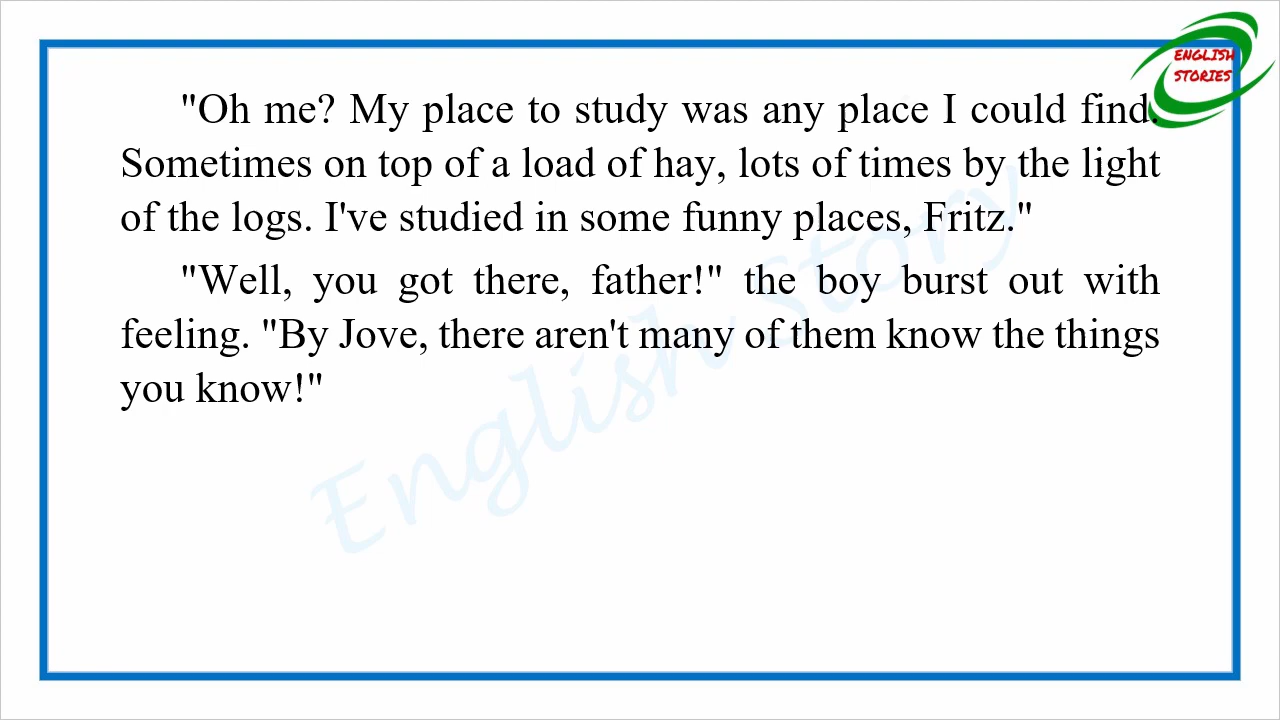 ENGLISH
STORIES
"Oh me? My place to study was any place I could find.
Sometimes on top of a load of hay, lots of times by the light
of the logs. I've studied in some funny places, Fritz."
"Well, you got there, father!" the boy burst out with
feeling. "By Jove, there aren't many of them know the things
you know!"
English Story